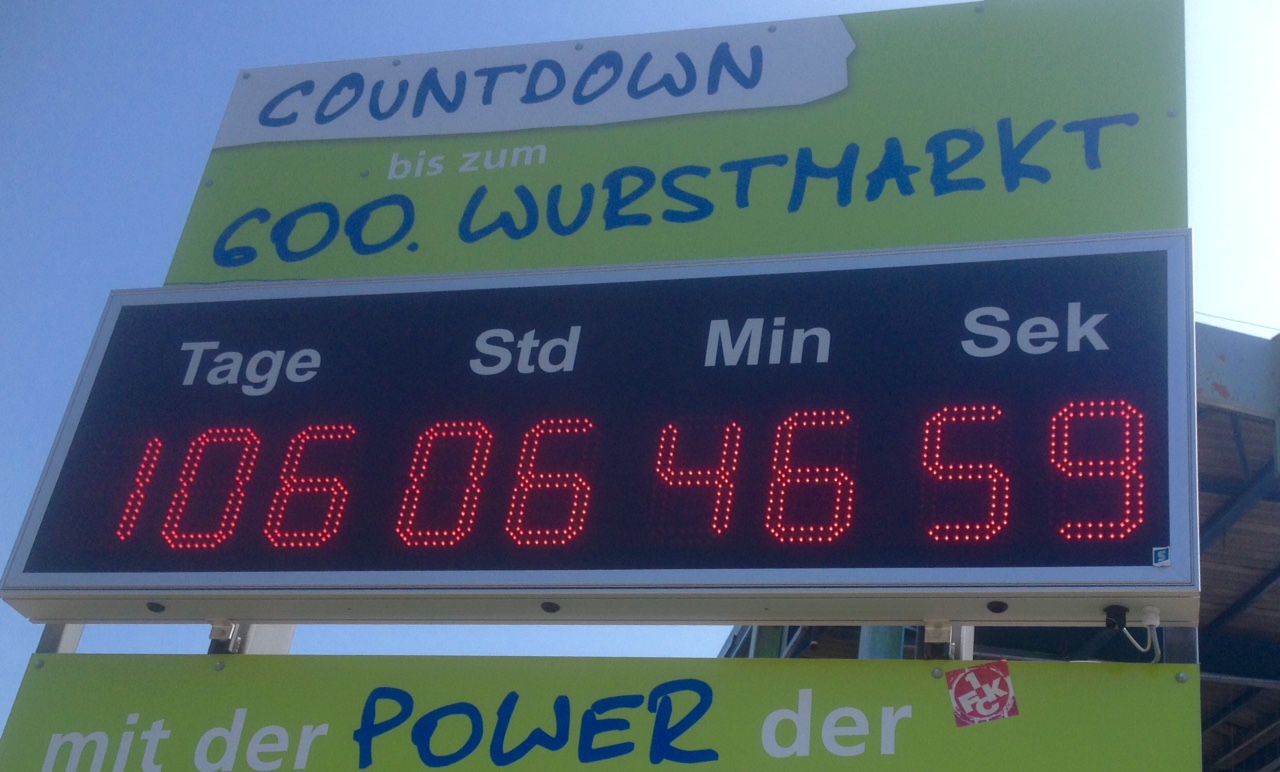 COUNTDOWN
bis zum
600. WURSTMARKT
Tage Std Min Sek
106 06 46 59
mit der POWER der
1.
FCK